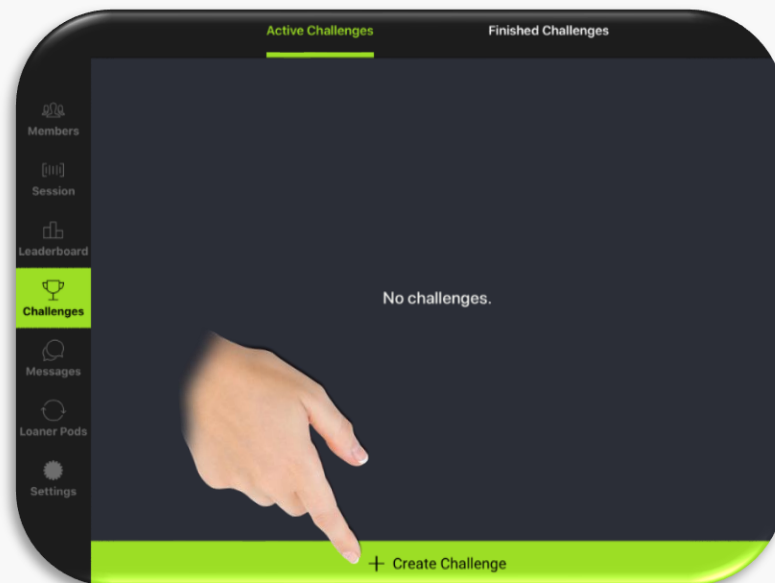 Active Challenges
Finished Challenges
Members
Session
Leaderboard
Challenges
Messages
Loaner Pods
Settings
No challenges.
+ Create Challenge